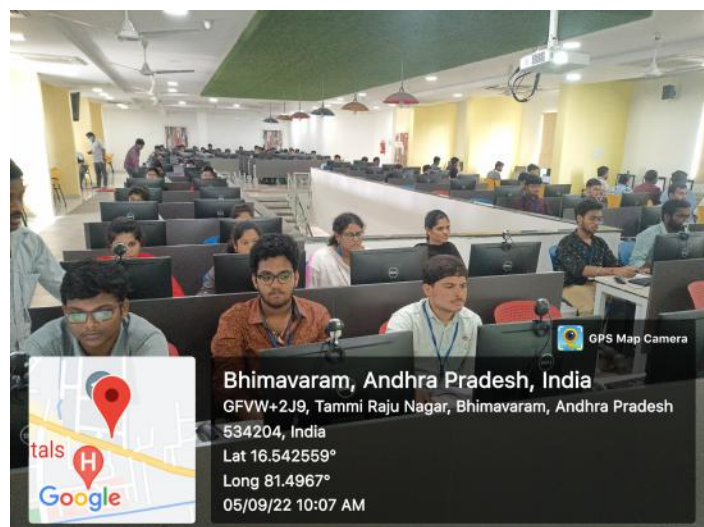 GPS Map Camera
Bhimavaram, Andhra Pradesh, India
GFVW+2J9, Tammi Raju Nagar, Bhimavaram, Andhra Pradesh
534204, India
Lat 16.542559°
Long 81.4967°
05/09/22 10:07 AM
tals
H
Google